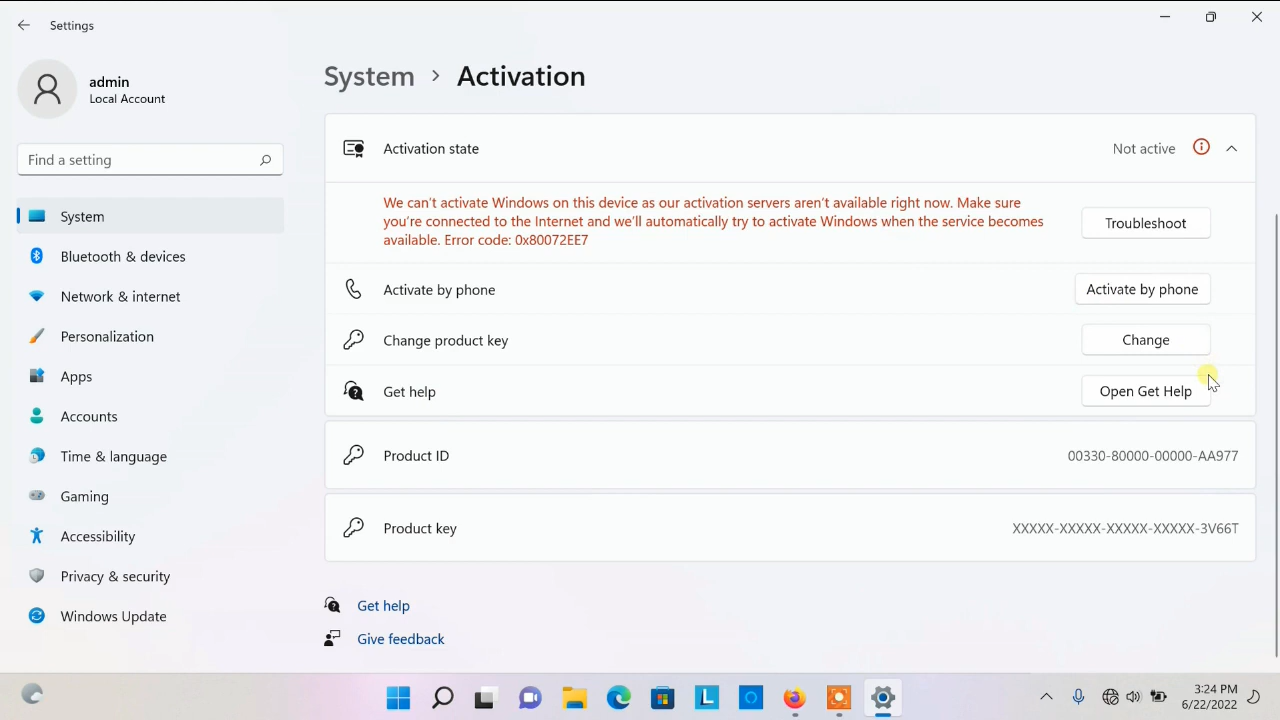 Settings
admin
Local Account
Find a setting
System
Bluetooth & devices
Network & internet
Personalization
Apps
Accounts
Time & language
Gaming
Accessibility
Privacy & security
Windows Update
System > Activation
Activation state
Not active
We can't activate Windows on this device as our activation servers aren't available right now. Make sure
you're connected to the Internet and we'll automatically try to activate Windows when the service becomes
available. Error code: 0x80072EE7
Troubleshoot
Activate by phone
Activate by phone
Change product key
Change
Get help
Open Get Help
Product ID
00330-80000-00000-AA977
Product key
XXXXX-XXXXX-XXXXX-XXXXX-3V66T
Get help
Give feedback
L
3:24 PM
6/22/2022